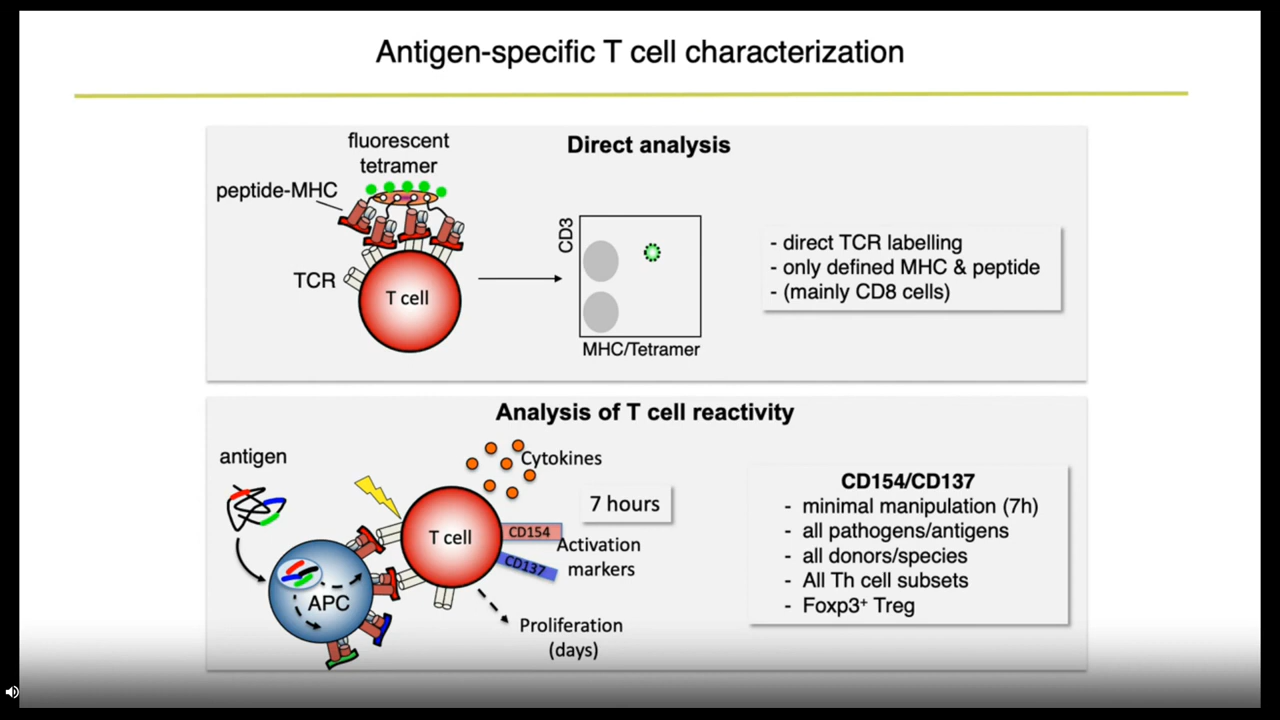 Antigen-specific T cell characterization
Direct analysis
fluorescent
tetramer
peptide-MHC
TCR
T cell
CD3
MHC/Tetramer
- direct TCR labelling
- only defined MHC & peptide
- (mainly CD8 cells)
Analysis of T cell reactivity
antigen
APC
T cell
Cytokines
7 hours
CD154
CD137
Activation
markers
Proliferation
(days)
CD154/CD137
- minimal manipulation (7h)
- all pathogens/antigens
- all donors/species
- All Th cell subsets
- Foxp3⁺ Treg